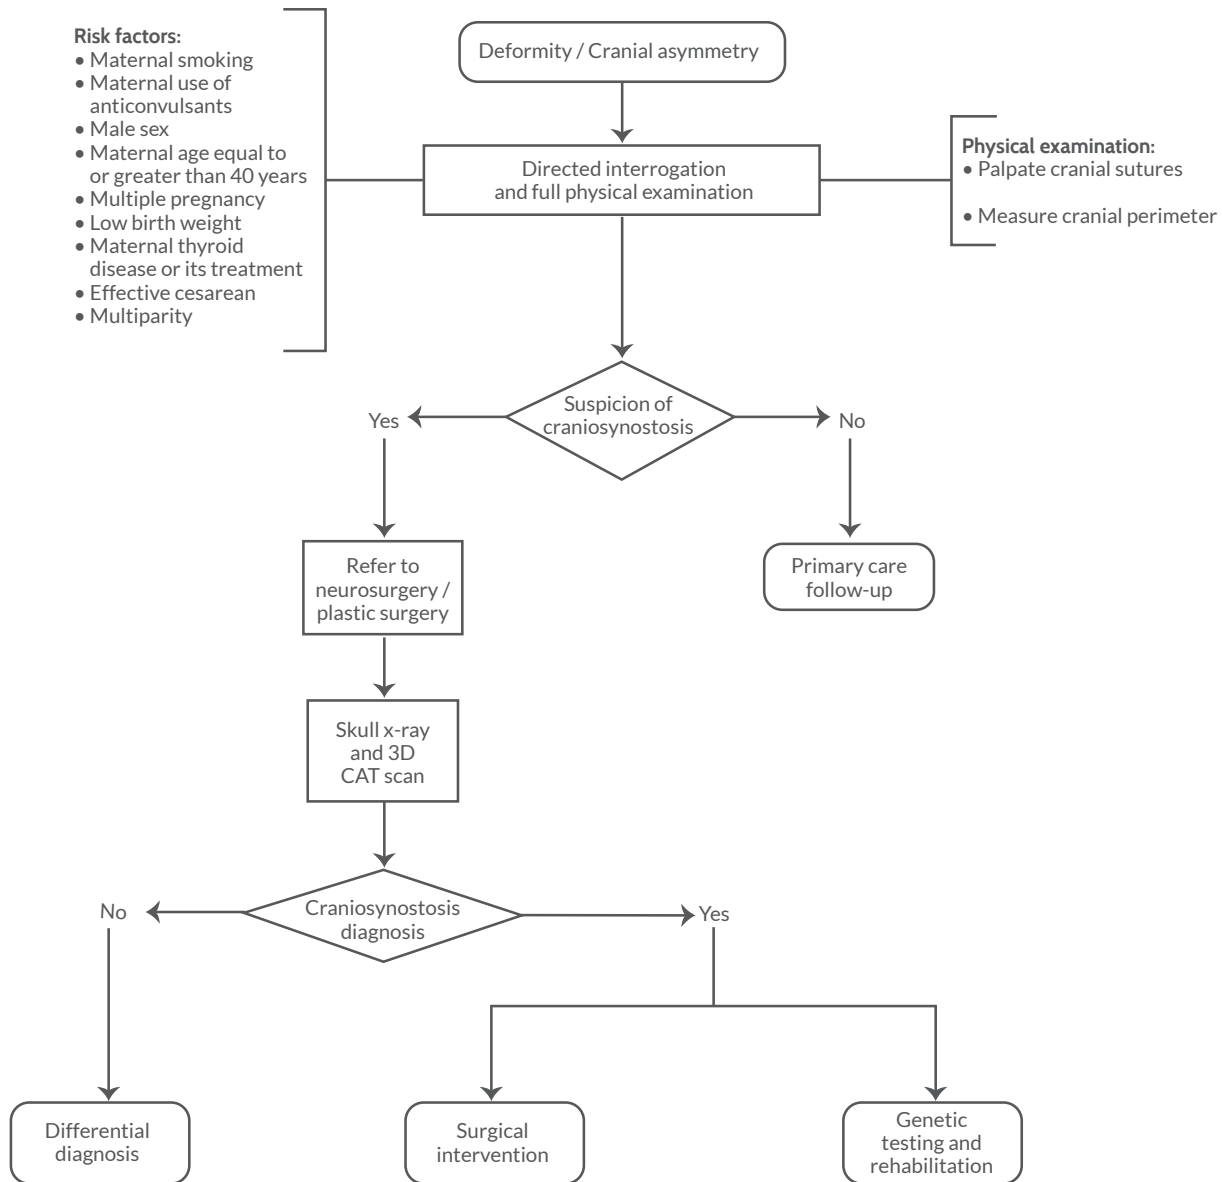 Risk factors:
• Maternal smoking
• Maternal use of
anticonvulsants
• Male sex
• Maternal age equal to
or greater than 40 years
• Multiple pregnancy
• Low birth weight
• Maternal thyroid
disease or its treatment
• Effective cesarean
• Multiparity
Deformity / Cranial asymmetry
Directed interrogation
and full physical examination
Physical examination:
• Palpate cranial sutures
• Measure cranial perimeter
Suspicion of
craniosynostosis
Yes
No
Refer to
neurosurgery /
plastic surgery
Primary care
follow-up
Skull x-ray
and 3D
CAT scan
Craniosynostosis
diagnosis
No
Yes
Differential
diagnosis
Surgical
intervention
Genetic
testing and
rehabilitation